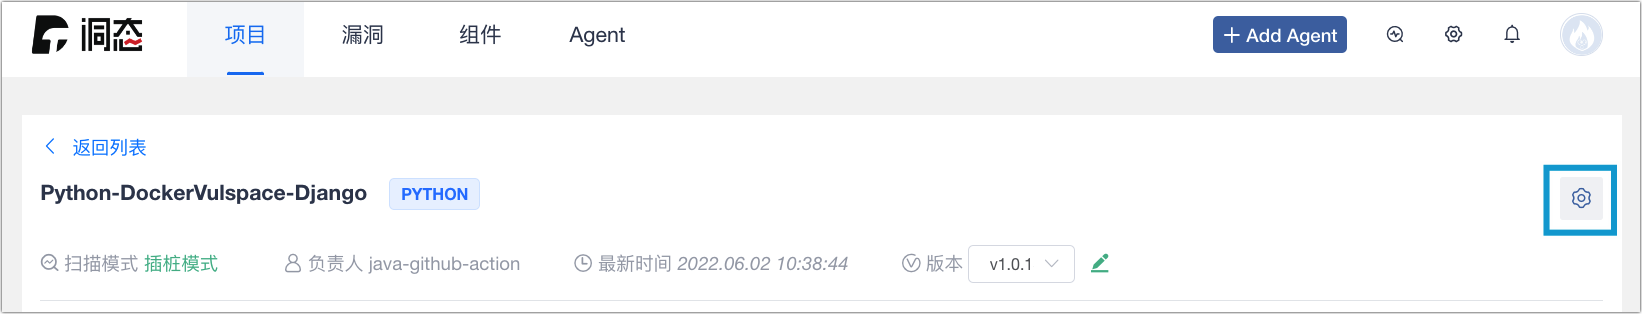 洞态 项目 漏洞 组件 Agent + Add Agent
返回列表
Python-DockerVulspace-Django PYTHON
扫描模式 插桩模式 负责人 java-github-action 最新时间 2022.06.02 10:38:44 版本 v1.0.1